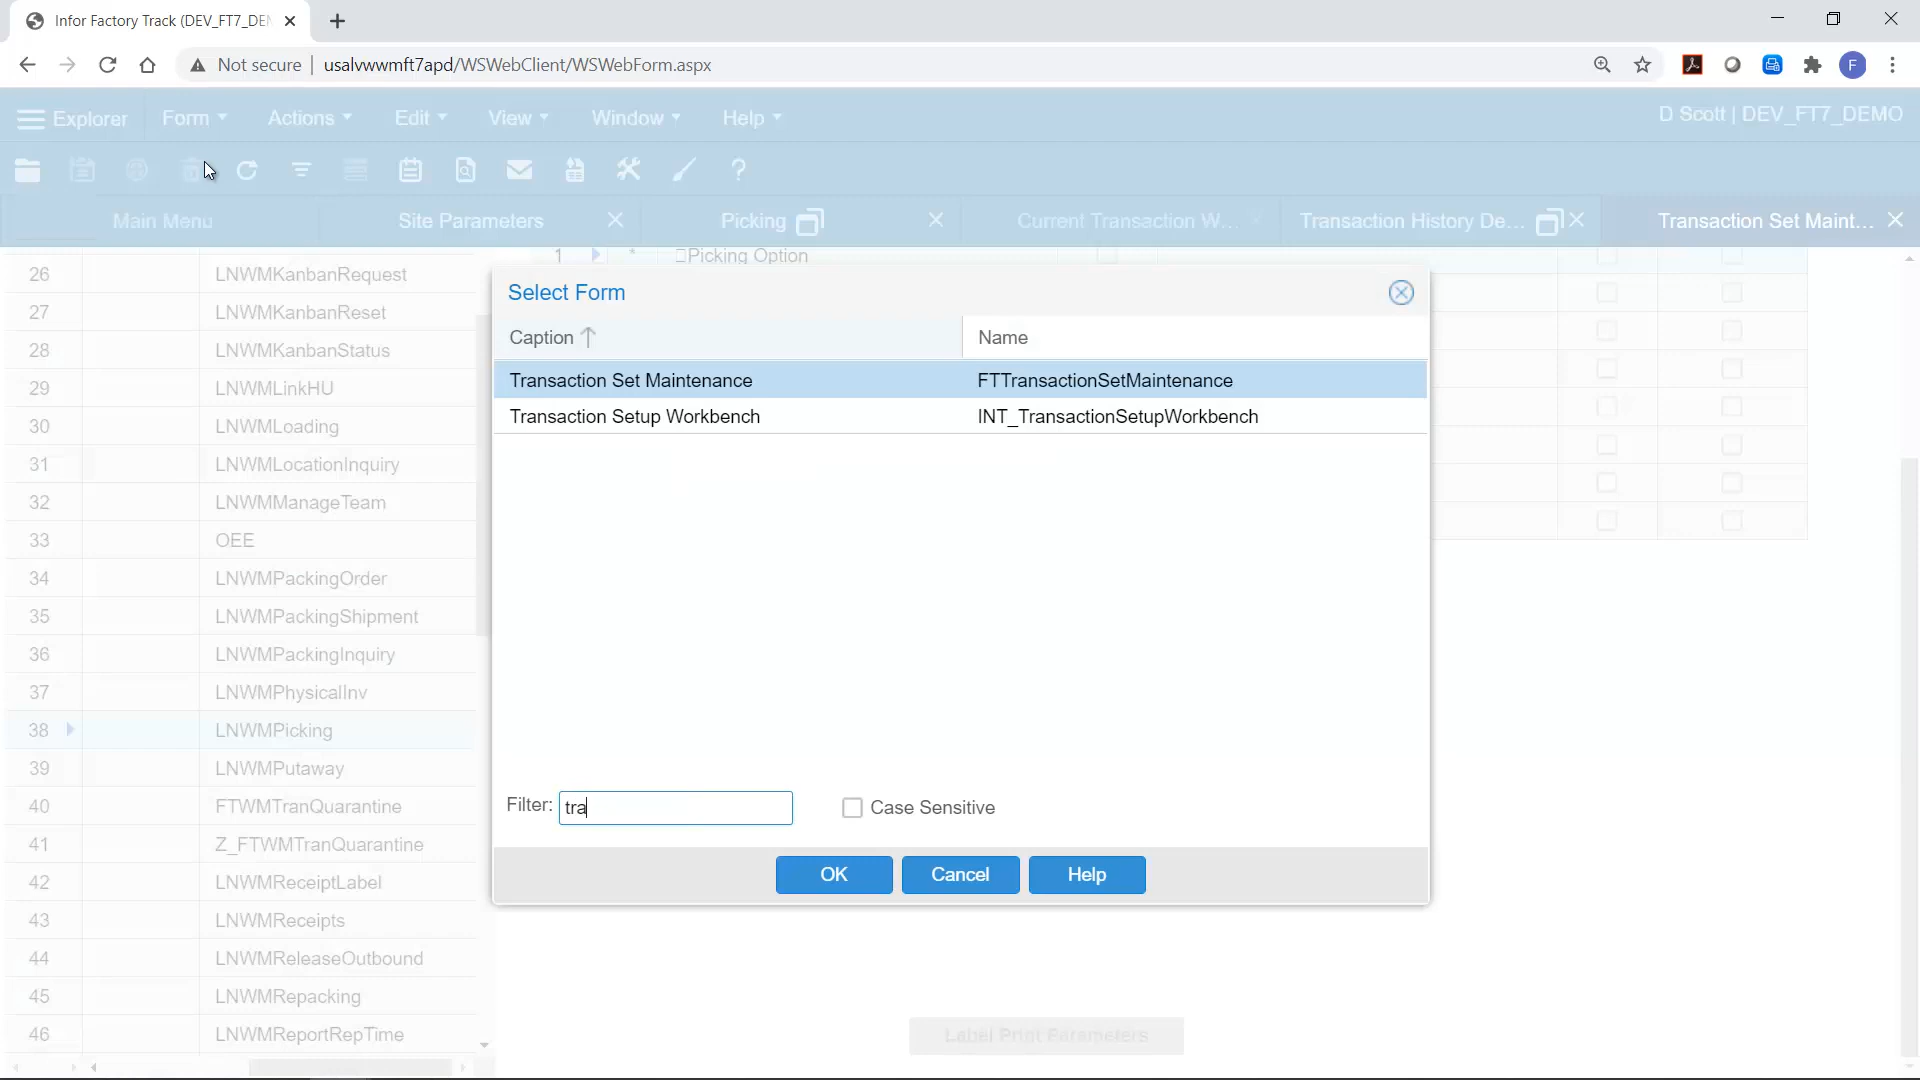 Infor Factory Track (DEV_FT7_DEM
Not secure | usalvwwmft7apd/WSWebClient/WSWebForm.aspx
F
Explorer Form Actions Edit View Window Help
D Scott | DEV_FT7_DEMO
Main Menu Site Parameters Picking Current Transaction W... Transaction History De... Transaction Set Maint...
1 * Picking Option
26 LNWMKanbanRequest
27 LNWMKanbanReset
28 LNWMKanbanStatus
29 LNWMLinkHU
30 LNWMLoading
31 LNWMLocationInquiry
32 LNWMManageTeam
33 OEE
34 LNWMPackingOrder
35 LNWMPackingShipment
36 LNWMPackingInquiry
37 LNWMPhysicalInv
38 LNWMPicking
39 LNWMPutaway
40 FTWMTranQuarantine
41 Z_FTWMTranQuarantine
42 LNWMReceiptLabel
43 LNWMReceipts
44 LNWMReleaseOutbound
45 LNWMRepacking
46 LNWMReportRepTime
Select Form
Caption Name
Transaction Set Maintenance FTTransactionSetMaintenance
Transaction Setup Workbench INT_TransactionSetupWorkbench
Filter: tra Case Sensitive
OK Cancel Help
Label Print Parameters